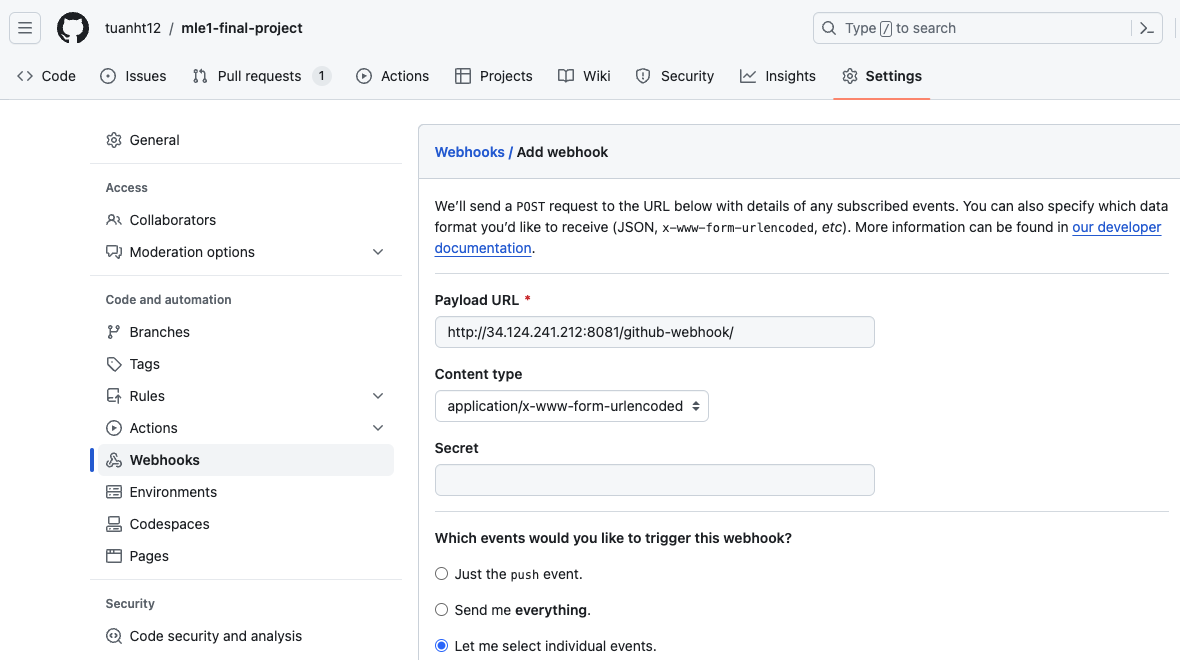 tuanht12 / mle1-final-project
Type / to search
Code Issues Pull requests 1 Actions Projects Wiki Security Insights Settings
General
Access
Collaborators
Moderation options
Code and automation
Branches
Tags
Rules
Actions
Webhooks
Environments
Codespaces
Pages
Security
Code security and analysis
Webhooks / Add webhook
We’ll send a POST request to the URL below with details of any subscribed events. You can also specify which data
format you’d like to receive (JSON, x-www-form-urlencoded, etc). More information can be found in our developer
documentation.
Payload URL *
http://34.124.241.212:8081/github-webhook/
Content type
application/x-www-form-urlencoded
Secret
Which events would you like to trigger this webhook?
Just the push event.
Send me everything.
Let me select individual events.